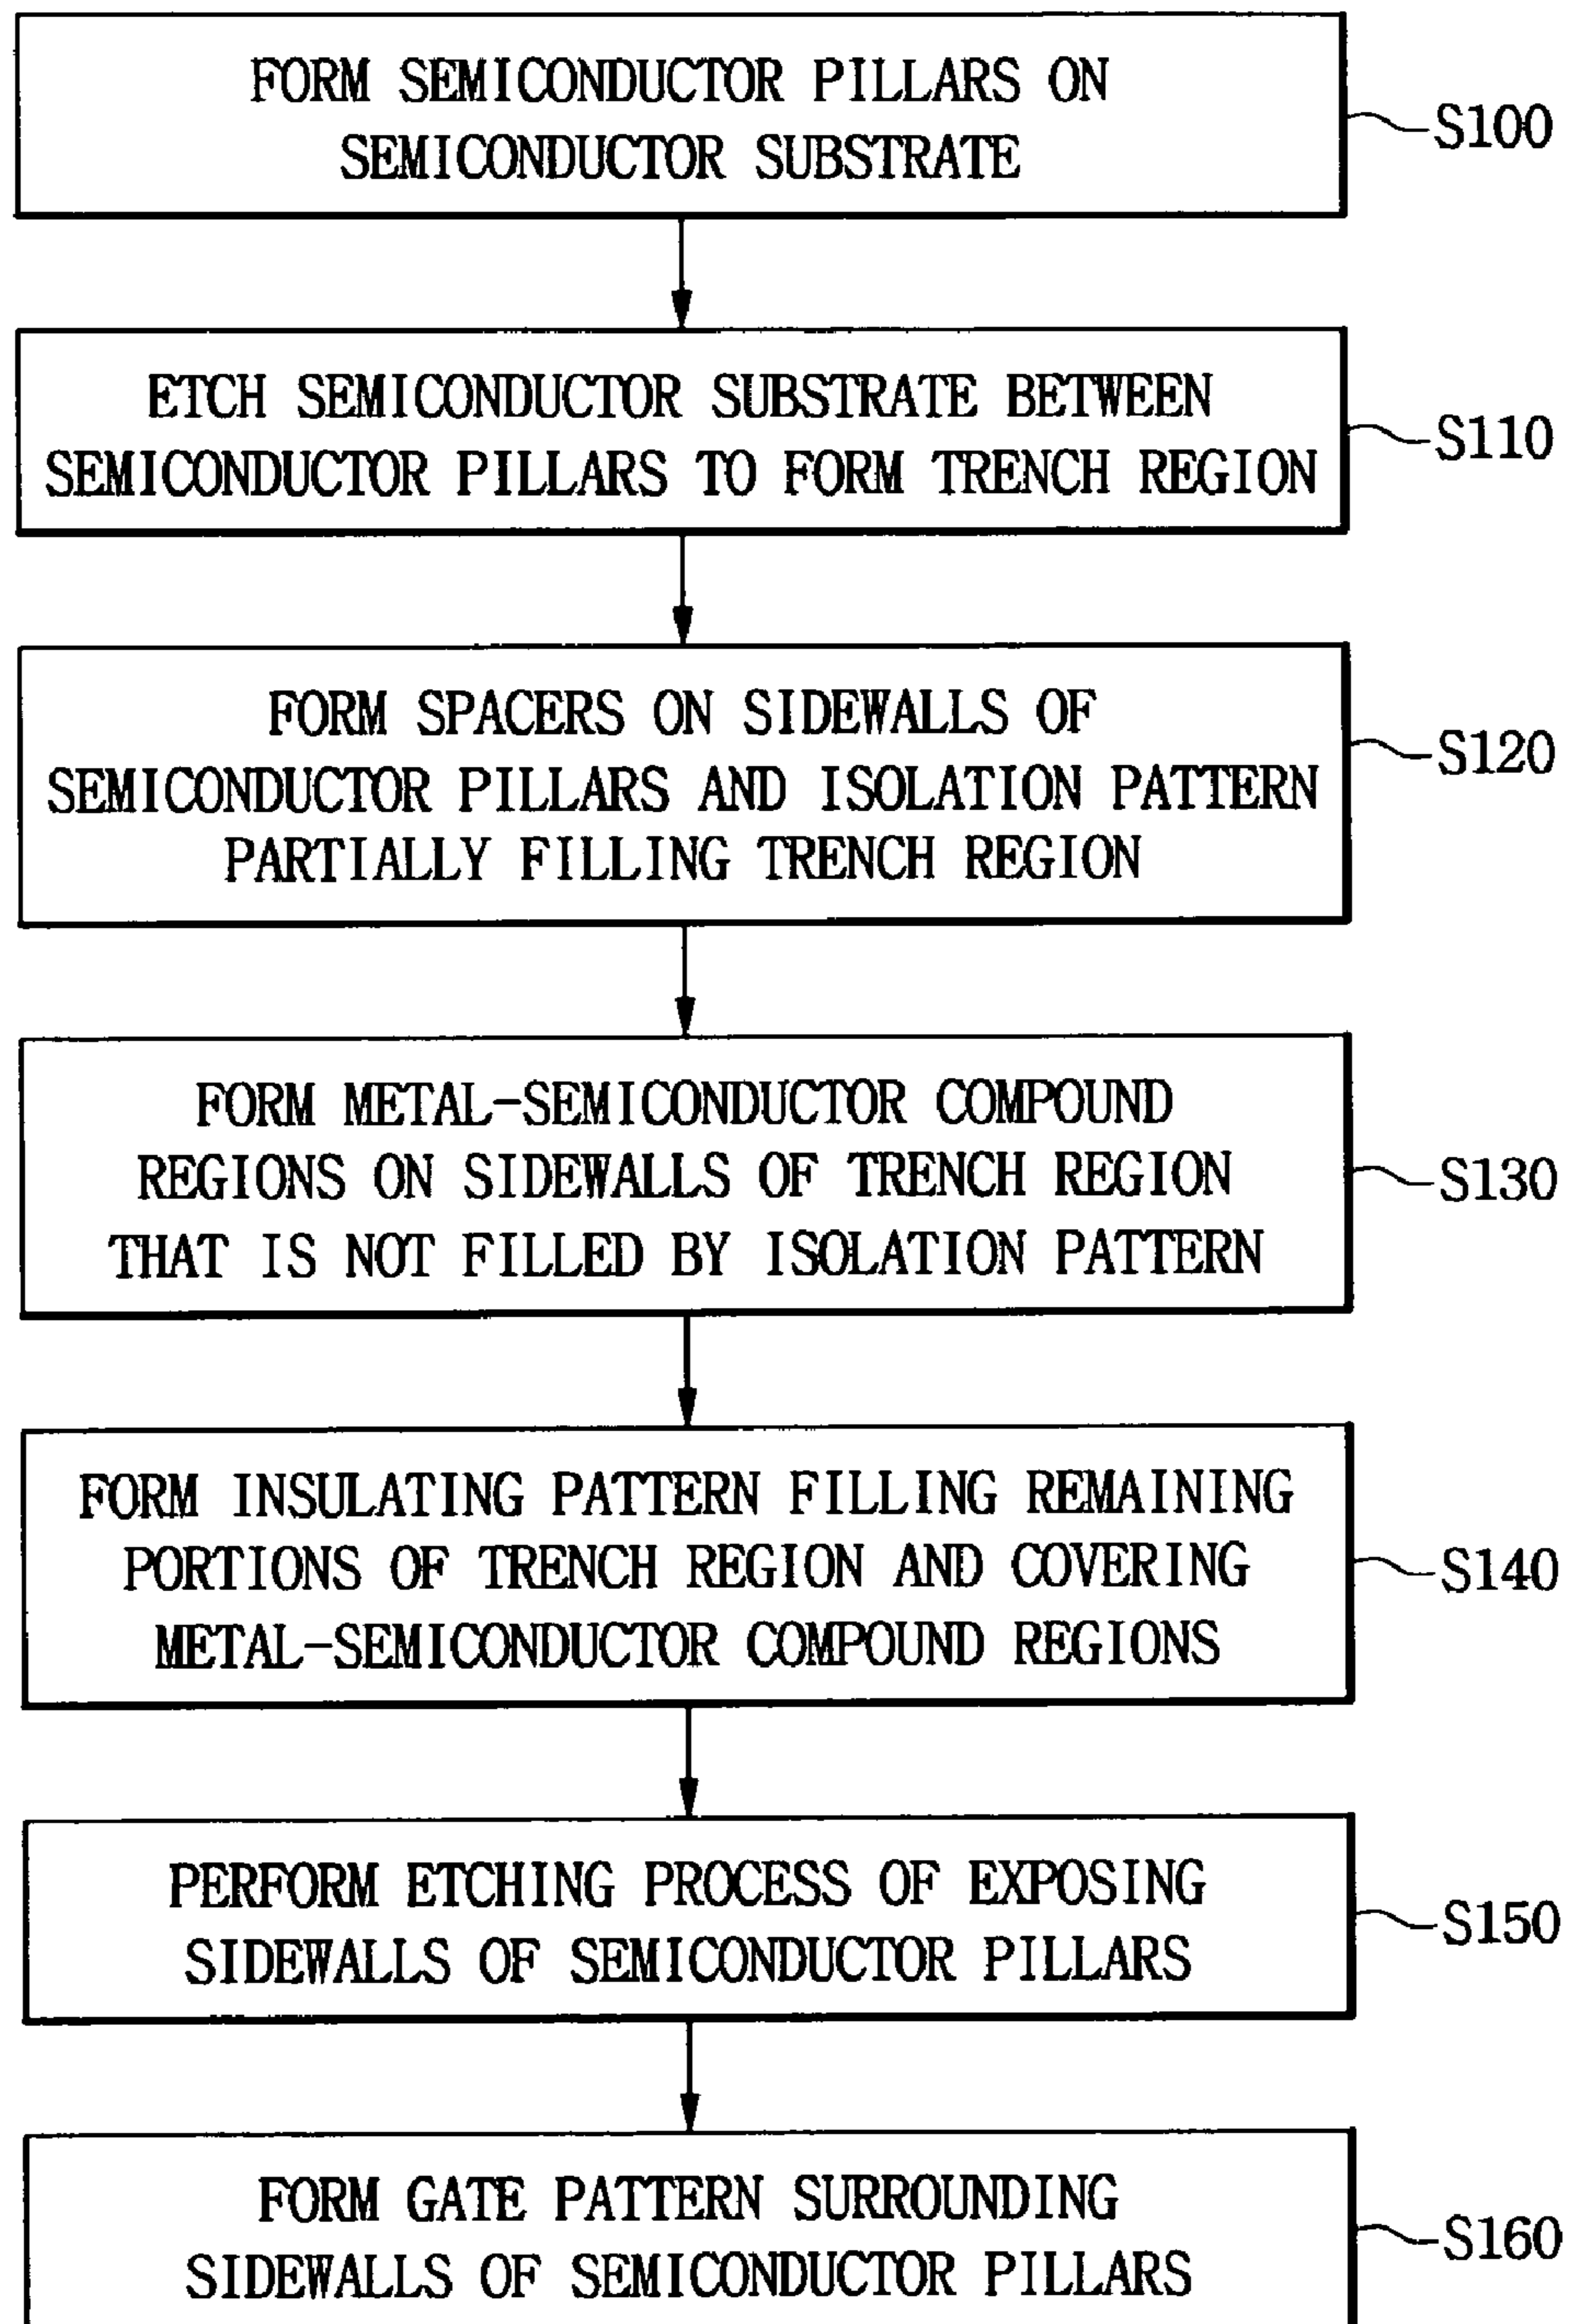 FORM SEMICONDUCTOR PILLARS ON
SEMICONDUCTOR SUBSTRATE
S100
ETCH SEMICONDUCTOR SUBSTRATE BETWEEN
SEMICONDUCTOR PILLARS TO FORM TRENCH REGION
S110
FORM SPACERS ON SIDEWALLS OF
SEMICONDUCTOR PILLARS AND ISOLATION PATTERN
PARTIALLY FILLING TRENCH REGION
S120
FORM METAL-SEMICONDUCTOR COMPOUND
REGIONS ON SIDEWALLS OF TRENCH REGION
THAT IS NOT FILLED BY ISOLATION PATTERN
S130
FORM INSULATING PATTERN FILLING REMAINING
PORTIONS OF TRENCH REGION AND COVERING
METAL-SEMICONDUCTOR COMPOUND REGIONS
S140
PERFORM ETCHING PROCESS OF EXPOSING
SIDEWALLS OF SEMICONDUCTOR PILLARS
S150
FORM GATE PATTERN SURROUNDING
SIDEWALLS OF SEMICONDUCTOR PILLARS
S160